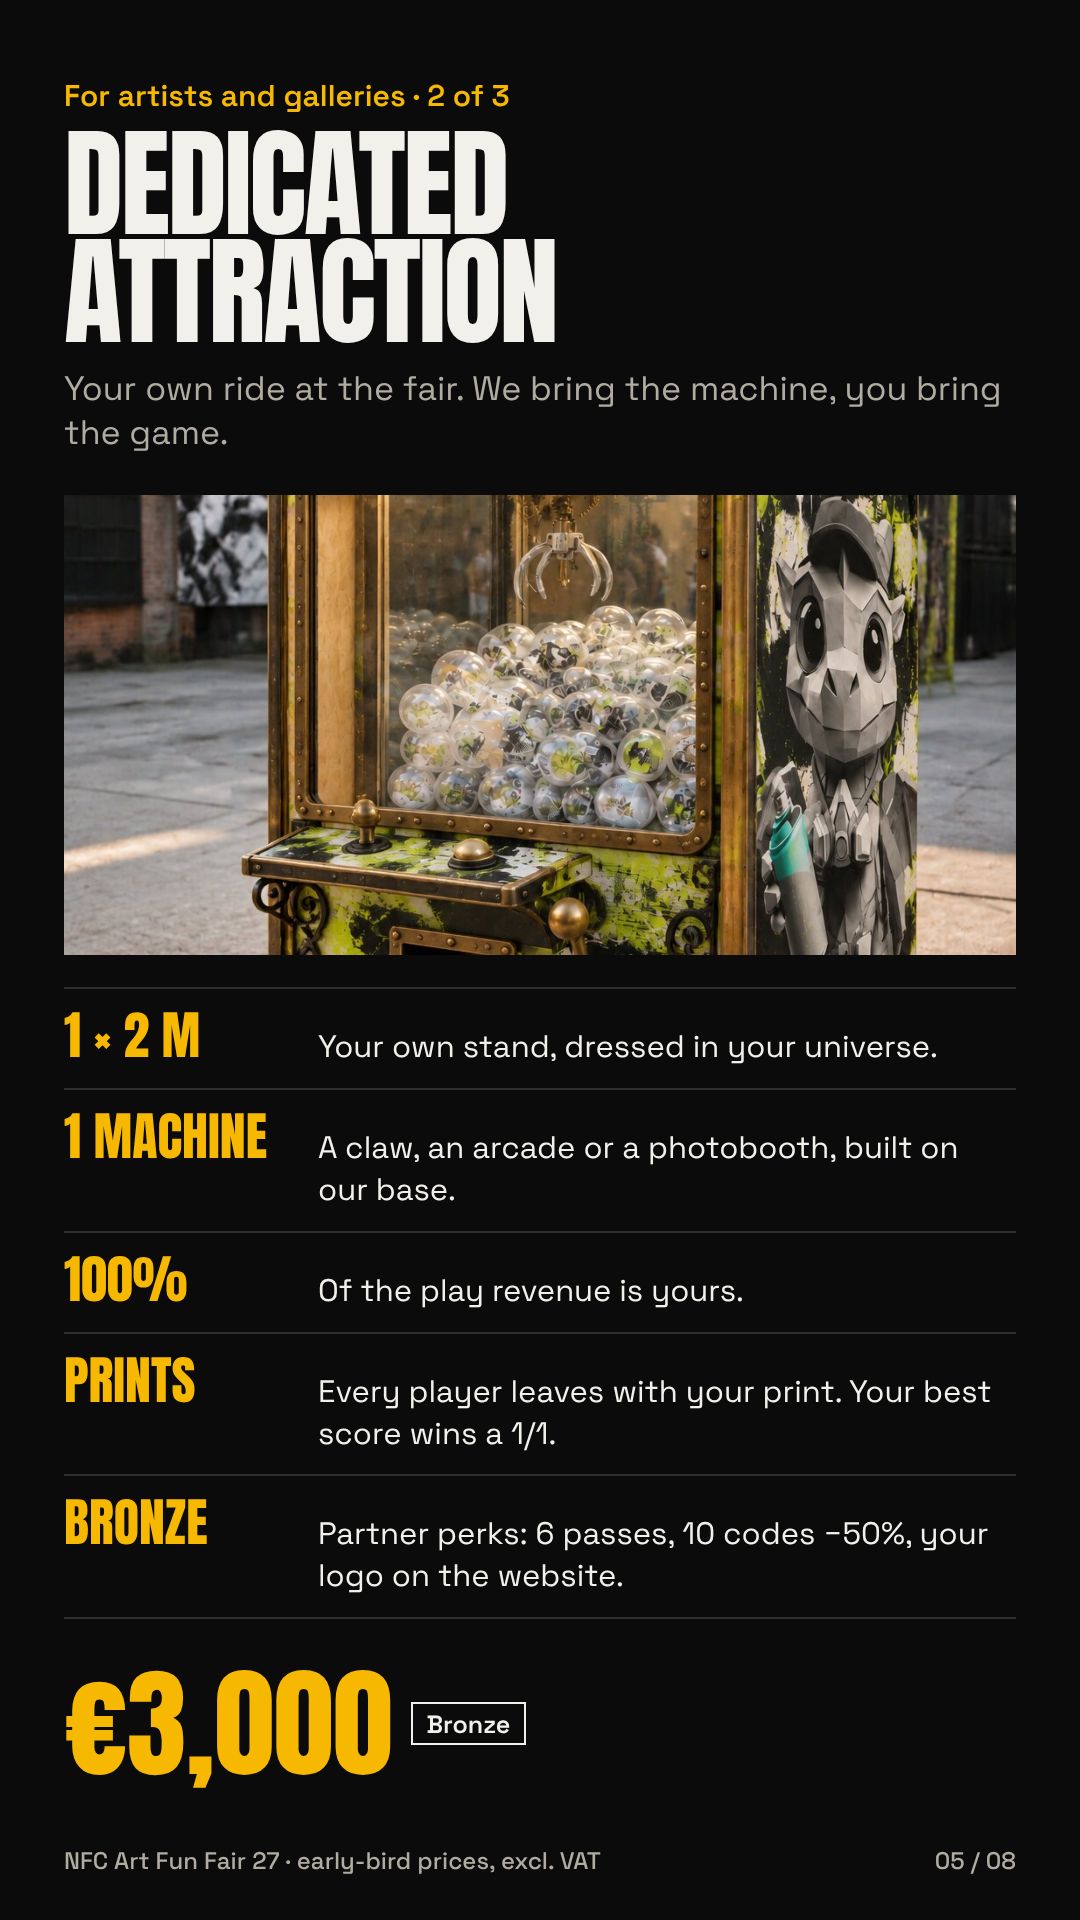 For artists and galleries · 2 of 3
DEDICATED
ATTRACTION
Your own ride at the fair. We bring the machine, you bring
the game.
1 × 2 M
Your own stand, dressed in your universe.
1 MACHINE
A claw, an arcade or a photobooth, built on
our base.
100%
Of the play revenue is yours.
PRINTS
Every player leaves with your print. Your best
score wins a 1/1.
BRONZE
Partner perks: 6 passes, 10 codes −50%, your
logo on the website.
€3,000
Bronze
NFC Art Fun Fair 27 · early-bird prices, excl. VAT
05 / 08